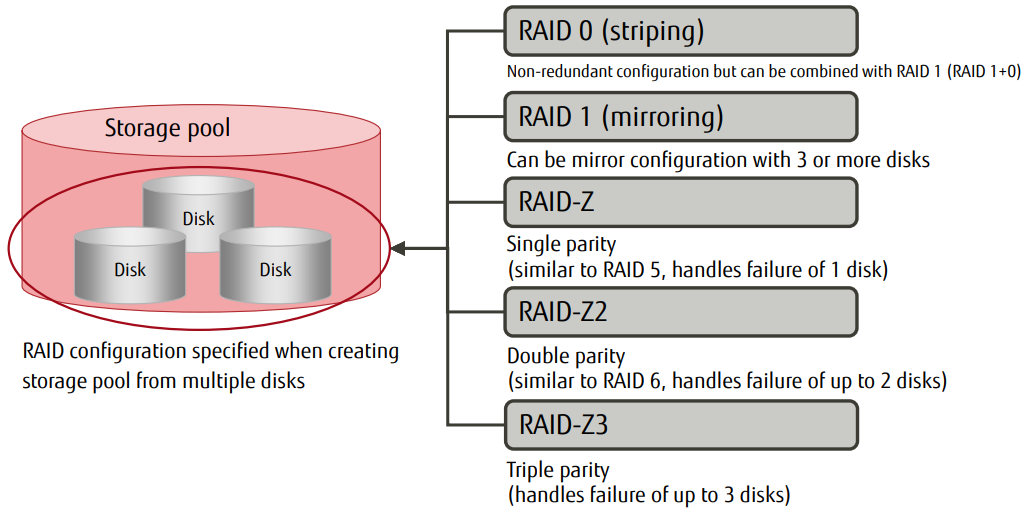 Storage pool
Disk
Disk
Disk
RAID configuration specified when creating
storage pool from multiple disks
RAID 0 (striping)
Non-redundant configuration but can be combined with RAID 1 (RAID 1+0)
RAID 1 (mirroring)
Can be mirror configuration with 3 or more disks
RAID-Z
Single parity
(similar to RAID 5, handles failure of 1 disk)
RAID-Z2
Double parity
(similar to RAID 6, handles failure of up to 2 disks)
RAID-Z3
Triple parity
(handles failure of up to 3 disks)